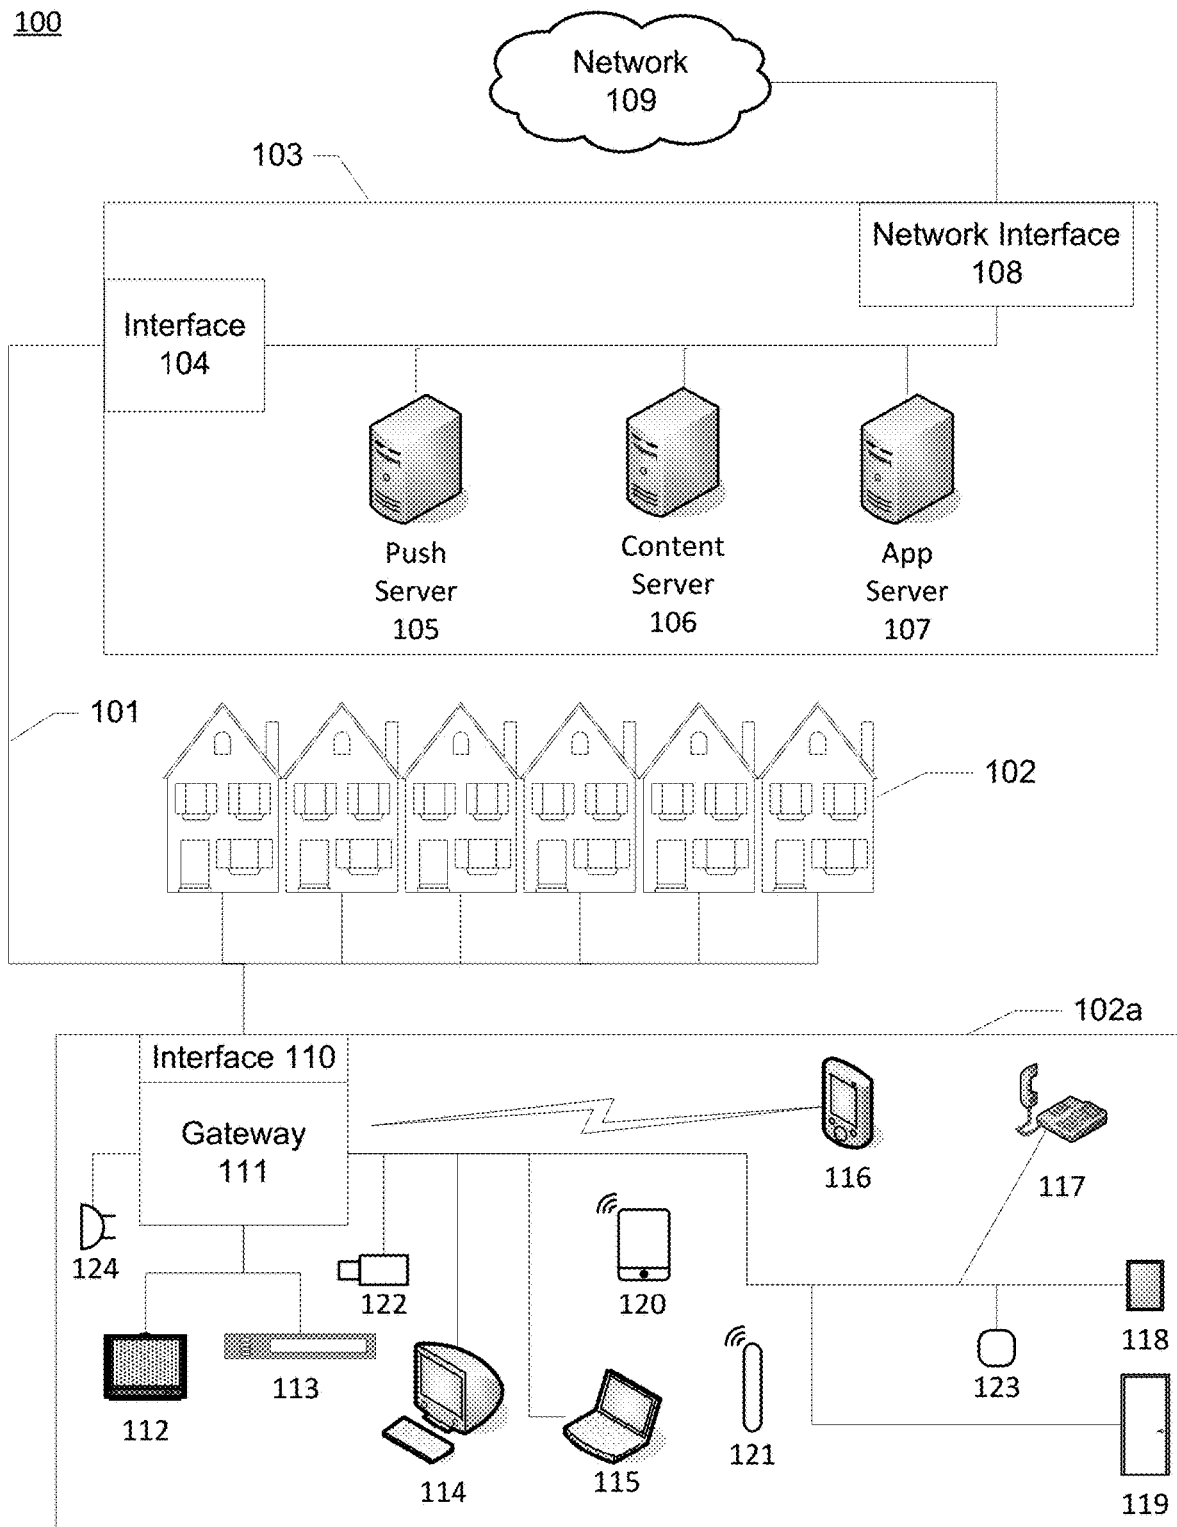 100
Network
109
103
Network Interface
108
Interface
104
Push
Server
105
Content
Server
106
App
Server
107
101
102
102a
Interface 110
Gateway
111
116
117
124
122
120
118
112
113
123
114
115
121
119